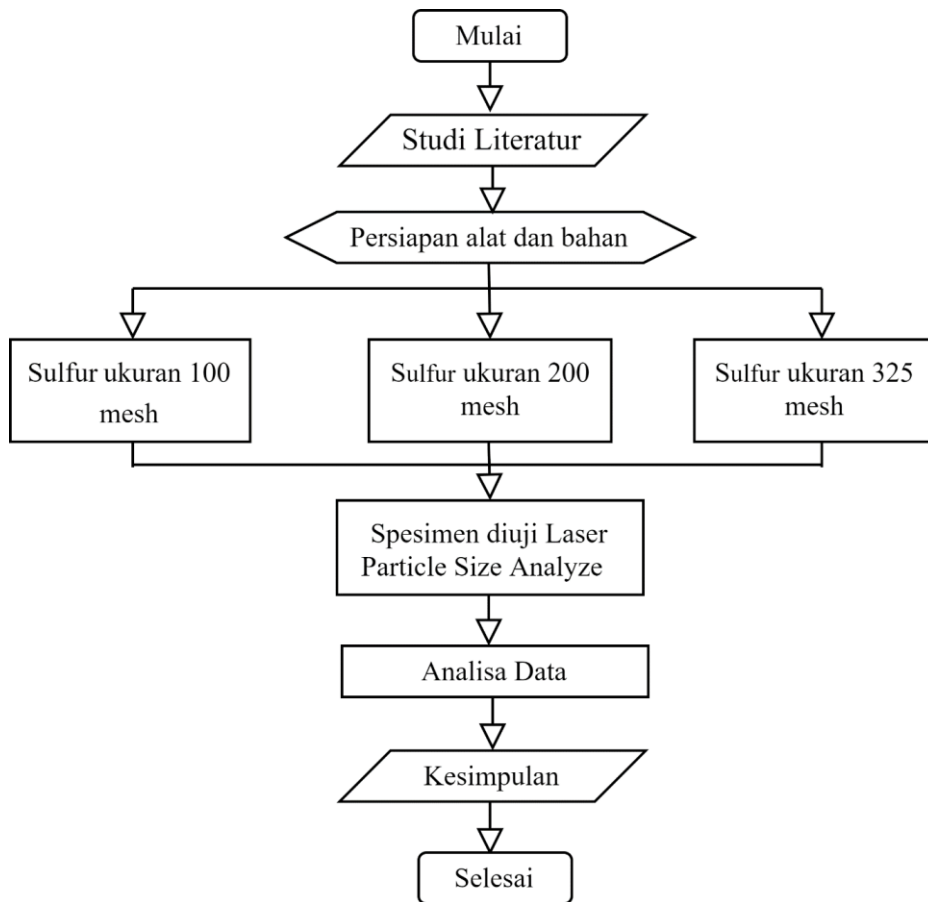 Mulai
Studi Literatur
Persiapan alat dan bahan
Sulfur ukuran 100
mesh
Sulfur ukuran 200
mesh
Sulfur ukuran 325
mesh
Spesimen diuji Laser
Particle Size Analyze
Analisa Data
Kesimpulan
Selesai